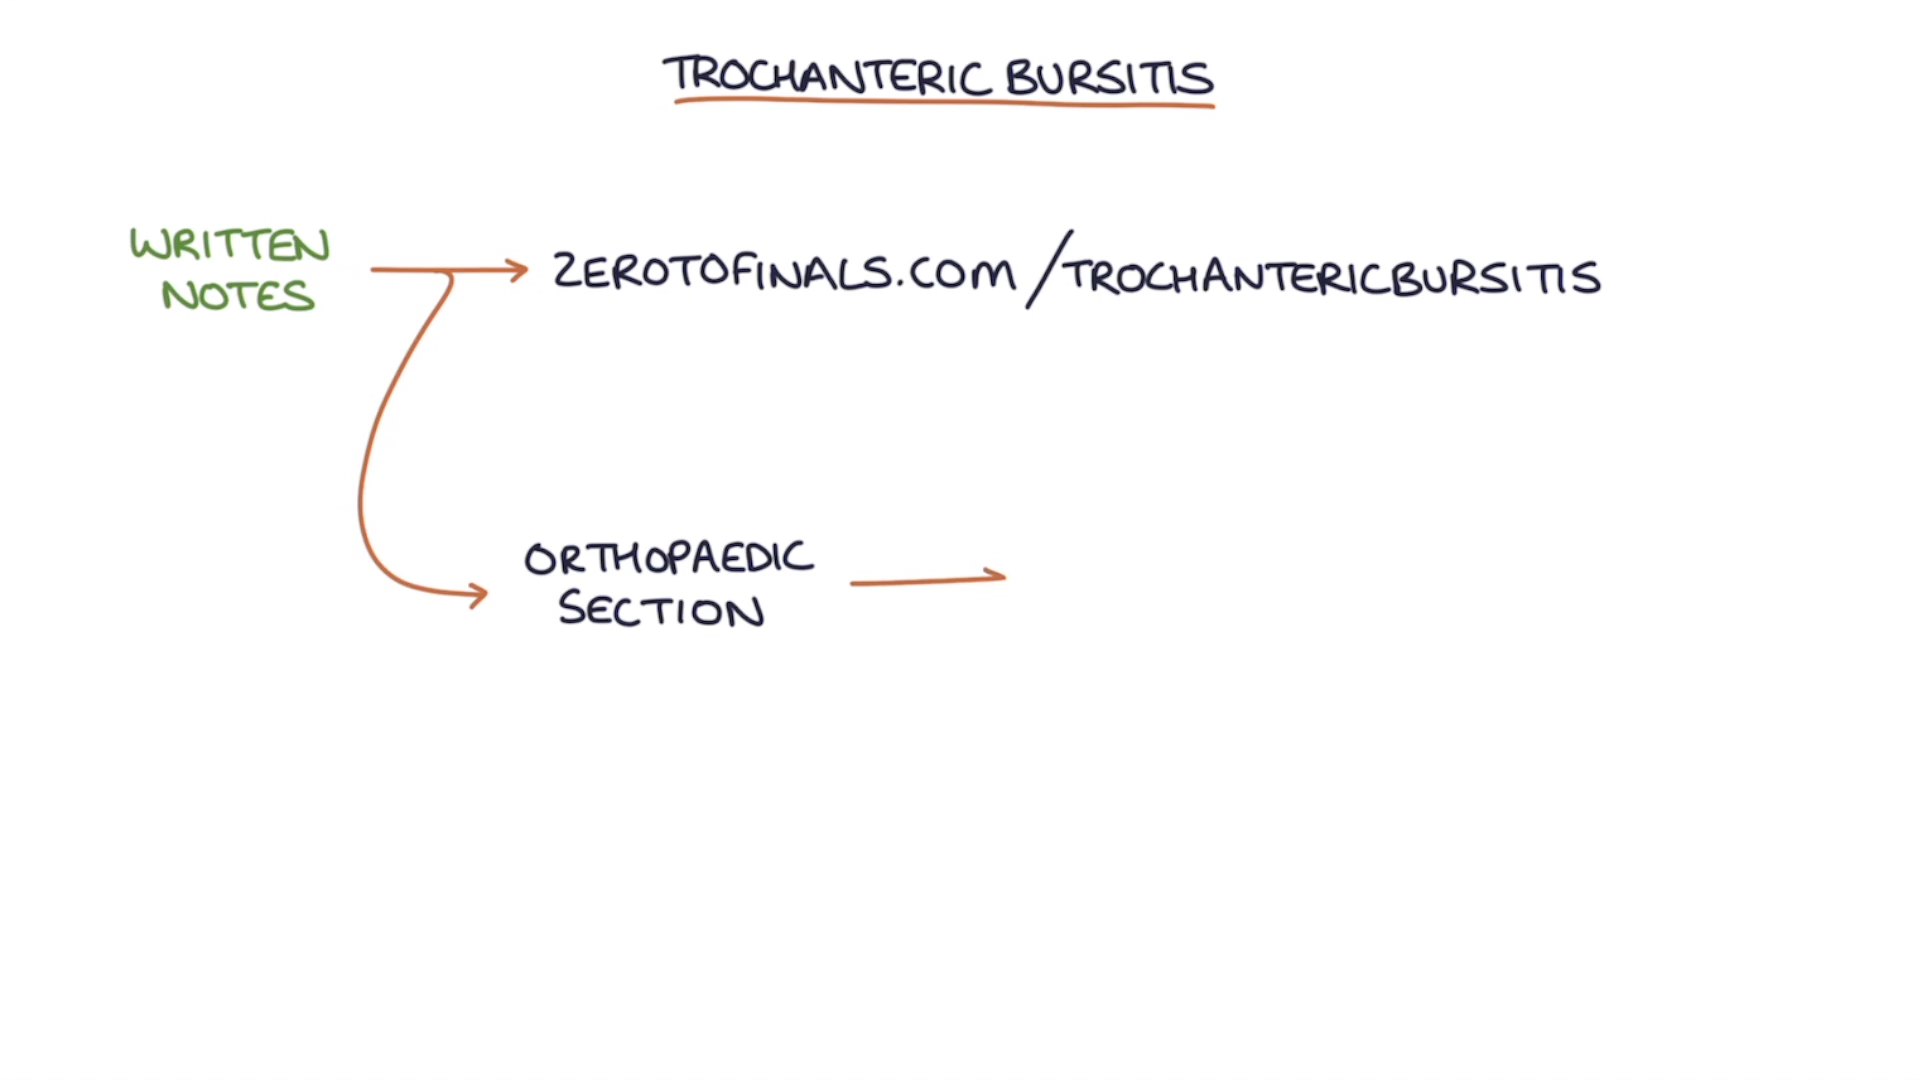 TROCHANTERIC BURSITIS
WRITTEN
NOTES
ZEROTOFINALS.COM/TROCHANTERICBURSITIS
ORTHOPAEDIC
SECTION